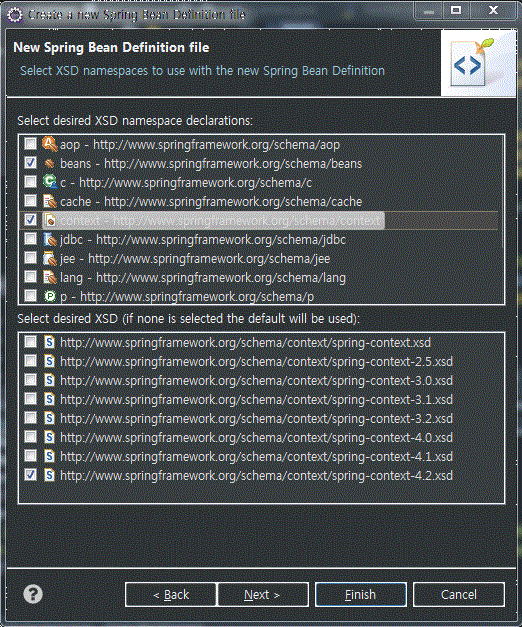 Create a new Spring Bean Definition file
New Spring Bean Definition file
Select XSD namespaces to use with the new Spring Bean Definition
Select desired XSD namespace declarations:
aop - http://www.springframework.org/schema/aop
beans - http://www.springframework.org/schema/beans
c - http://www.springframework.org/schema/c
cache - http://www.springframework.org/schema/cache
context - http://www.springframework.org/schema/context
jdbc - http://www.springframework.org/schema/jdbc
jee - http://www.springframework.org/schema/jee
lang - http://www.springframework.org/schema/lang
p - http://www.springframework.org/schema/p
Select desired XSD (if none is selected the default will be used):
http://www.springframework.org/schema/context/spring-context.xsd
http://www.springframework.org/schema/context/spring-context-2.5.xsd
http://www.springframework.org/schema/context/spring-context-3.0.xsd
http://www.springframework.org/schema/context/spring-context-3.1.xsd
http://www.springframework.org/schema/context/spring-context-3.2.xsd
http://www.springframework.org/schema/context/spring-context-4.0.xsd
http://www.springframework.org/schema/context/spring-context-4.1.xsd
http://www.springframework.org/schema/context/spring-context-4.2.xsd
< Back Next > Finish Cancel